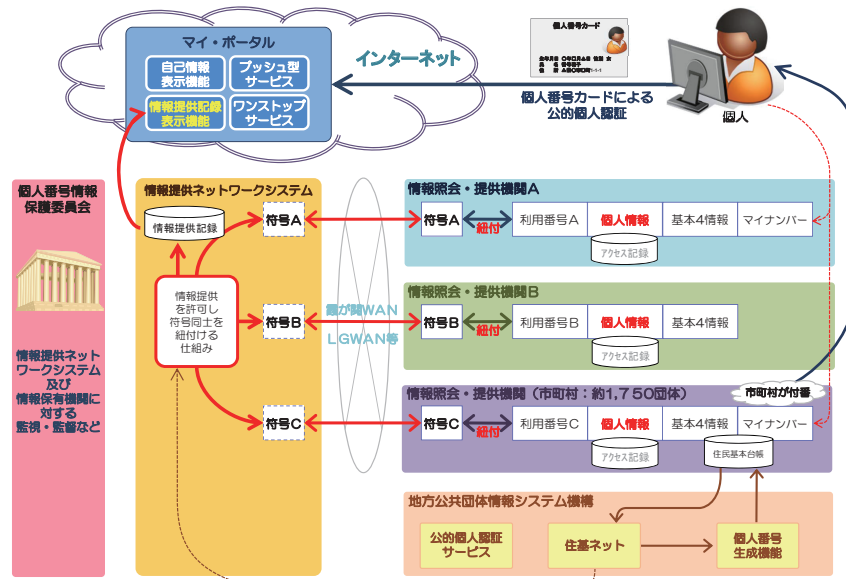 マイ・ポータル
自己情報
表示機能
プッシュ型
サービス
情報提供記録
表示機能
ワンストップ
サービス
インターネット
個人番号カード
個人番号カードによる
公的個人認証
個人
個人番号情報
保護委員会
情報提供ネット
ワークシステム
及び
情報保有機関に
対する
監視・監督など
情報提供ネットワークシステム
情報提供記録
情報提供
を許可し
符号同士を
紐付ける
仕組み
符号A
符号B
符号C
霞が関WAN
LGWAN等
情報照会・提供機関A
符号A
紐付
利用番号A
個人情報
基本4情報
マイナンバー
アクセス記録
情報照会・提供機関B
符号B
紐付
利用番号B
個人情報
基本4情報
アクセス記録
情報照会・提供機関(市町村:約1,750団体)
市町村が付番
符号C
紐付
利用番号C
個人情報
基本4情報
マイナンバー
アクセス記録
住民基本台帳
地方公共団体情報システム機構
公的個人認証
サービス
住基ネット
個人番号
生成機能